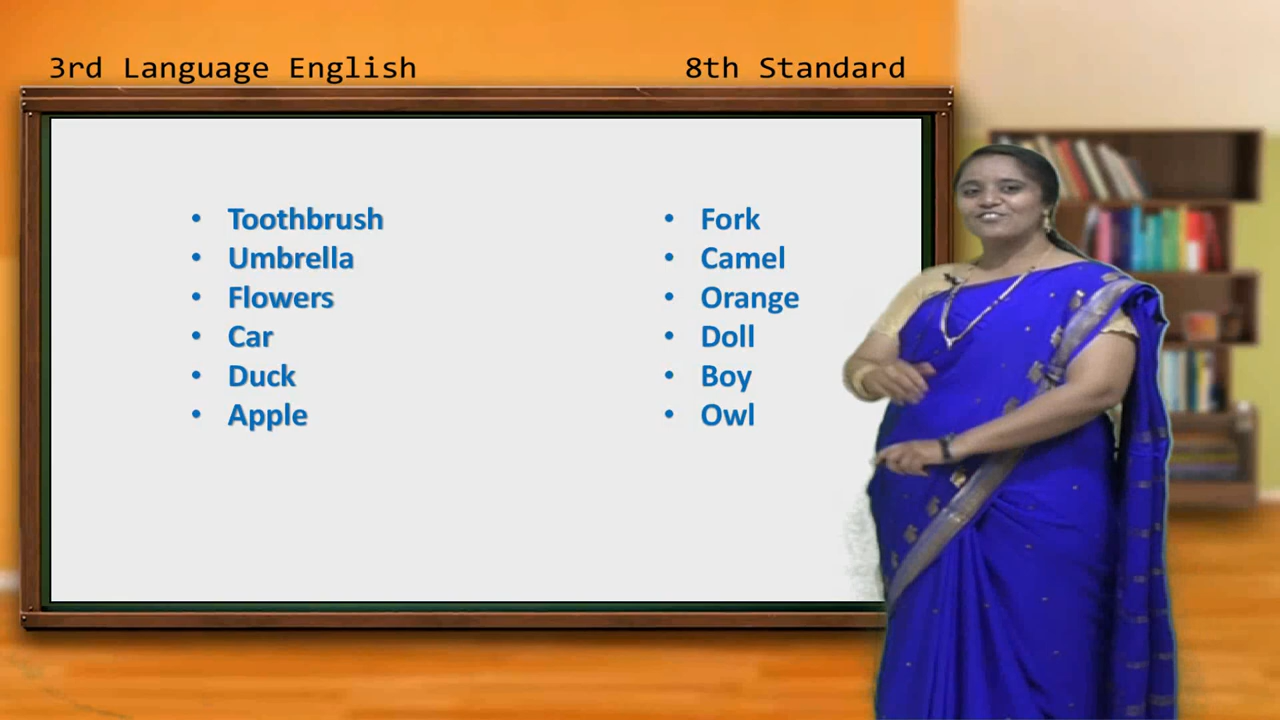 3rd Language English
8th Standard
• Toothbrush
• Umbrella
• Flowers
• Car
• Duck
• Apple
• Fork
• Camel
• Orange
• Doll
• Boy
• Owl